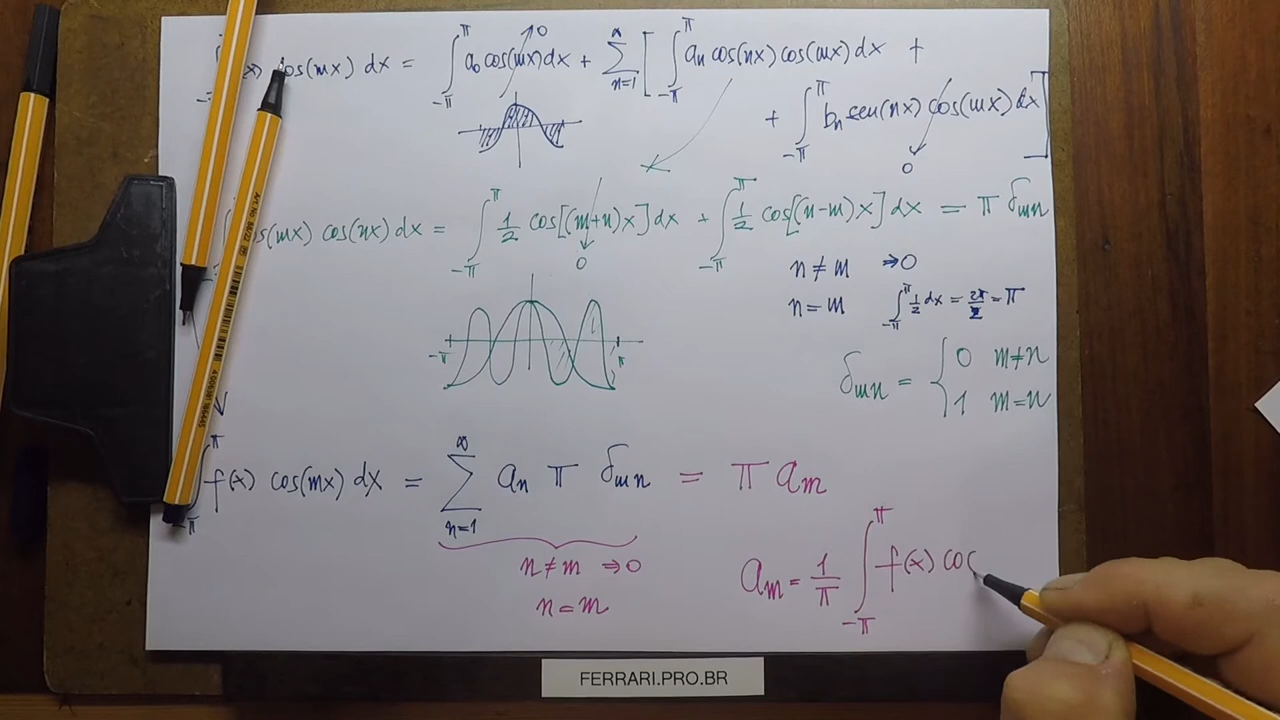 x) cos(mx) dx = ∫_{-π}^{π} a₀ cos(mx) dx + ∑_{n=1}^{∞} [ ∫_{-π}^{π} aₙ cos(nx) cos(mx) dx +
0
+ ∫_{-π}^{π} bₙ sen(nx) cos(mx) dx ]
0
cos(mx) cos(nx) dx = ∫_{-π}^{π} 1/2 cos[(m+n)x] dx + ∫_{-π}^{π} 1/2 cos[(n-m)x] dx = π δmn
0
n ≠ m ⇒ 0
n = m ∫_{-π}^{π} 1/2 dx = 2π/2 = π
-π π
δmn = { 0 m≠n
1 m=n
∫_{-π}^{π} f(x) cos(mx) dx = ∑_{n=1}^{∞} aₙ π δmn = π am
n ≠ m ⇒ 0
n = m
am = 1/π ∫_{-π}^{π} f(x) cos
FERRARI.PRO.BR